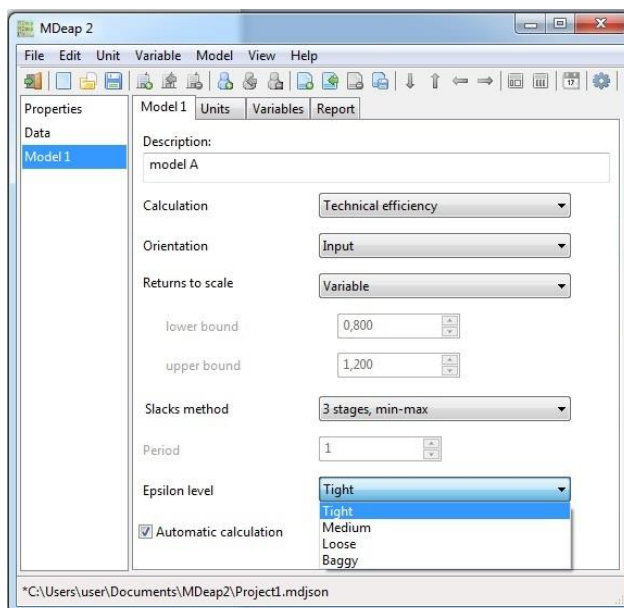 MDeap 2
File Edit Unit Variable Model View Help
17
Properties
Data
Model 1
Model 1 Units Variables Report
Description:
model A
Calculation Technical efficiency
Orientation Input
Returns to scale Variable
lower bound 0,800
upper bound 1,200
Slacks method 3 stages, min-max
Period 1
Epsilon level Tight
Tight
Medium
Loose
Baggy
Automatic calculation
*C:\Users\user\Documents\MDeap2\Project1.mdjson